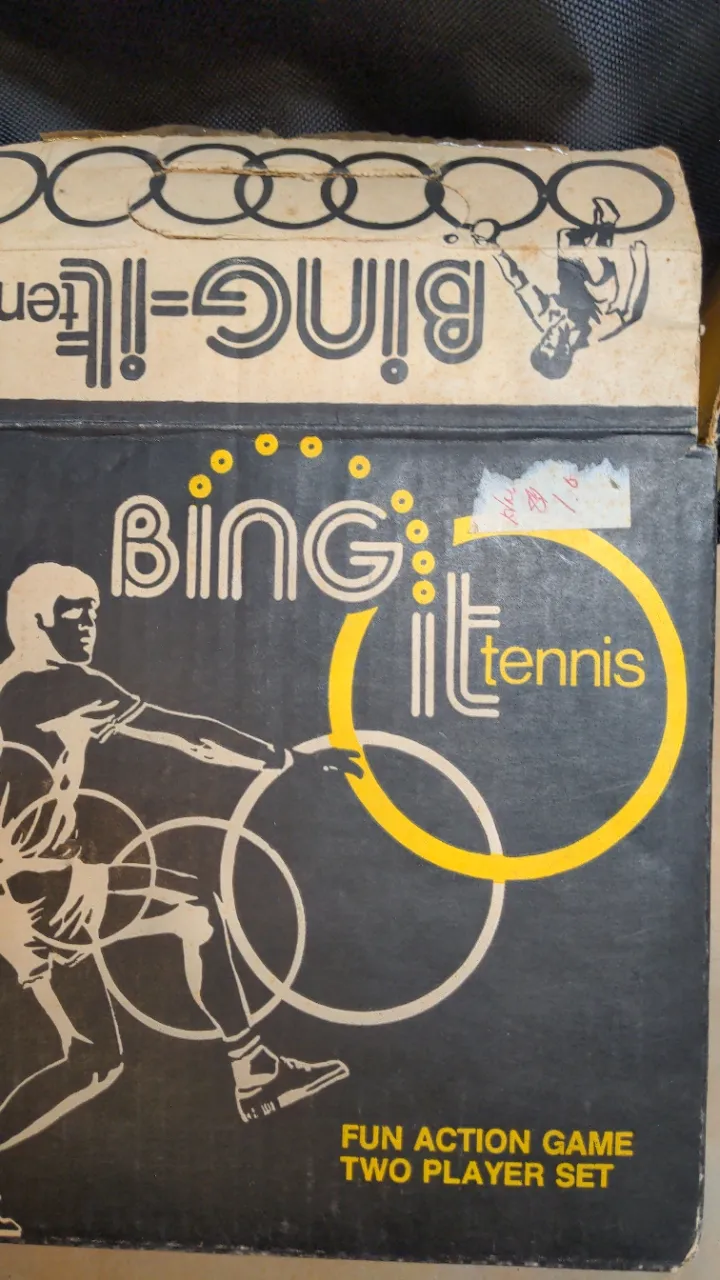 BinG-it ten
BinG
it tennis
FUN ACTION GAME
TWO PLAYER SET